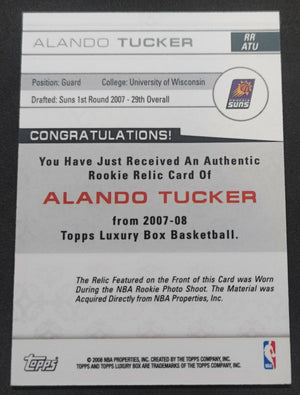 ALANDO TUCKER
RR
ATU
Position: Guard College: University of Wisconsin
Drafted: Suns 1st Round 2007 - 29th Overall
SUNS
CONGRATULATIONS!
You Have Just Received An Authentic
Rookie Relic Card Of
ALANDO TUCKER
from 2007-08
Topps Luxury Box Basketball.
The Relic Featured on the Front of this Card was Worn
During the NBA Rookie Photo Shoot. The Material was
Acquired Directly from NBA Properties, Inc.
Topps
© 2008 NBA PROPERTIES, INC. CREATED BY THE TOPPS COMPANY, INC.
TOPPS AND TOPPS LUXURY BOX ARE TRADEMARKS OF THE TOPPS COMPANY, INC.